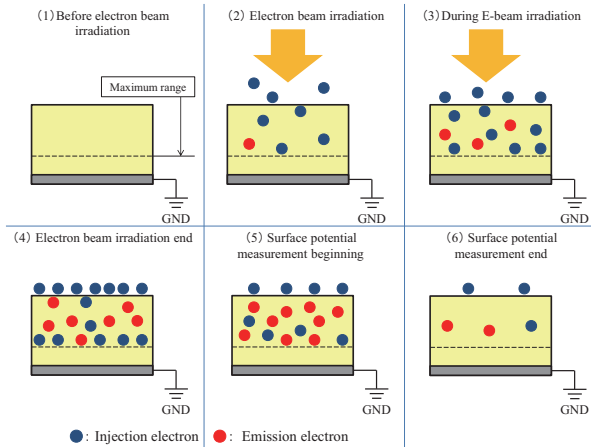 (1) Before electron beam
irradiation
Maximum range
GND
(2) Electron beam irradiation
GND
(3) During E-beam irradiation
GND
(4) Electron beam irradiation end
GND
(5) Surface potential
measurement beginning
GND
(6) Surface potential
measurement end
GND
: Injection electron
: Emission electron